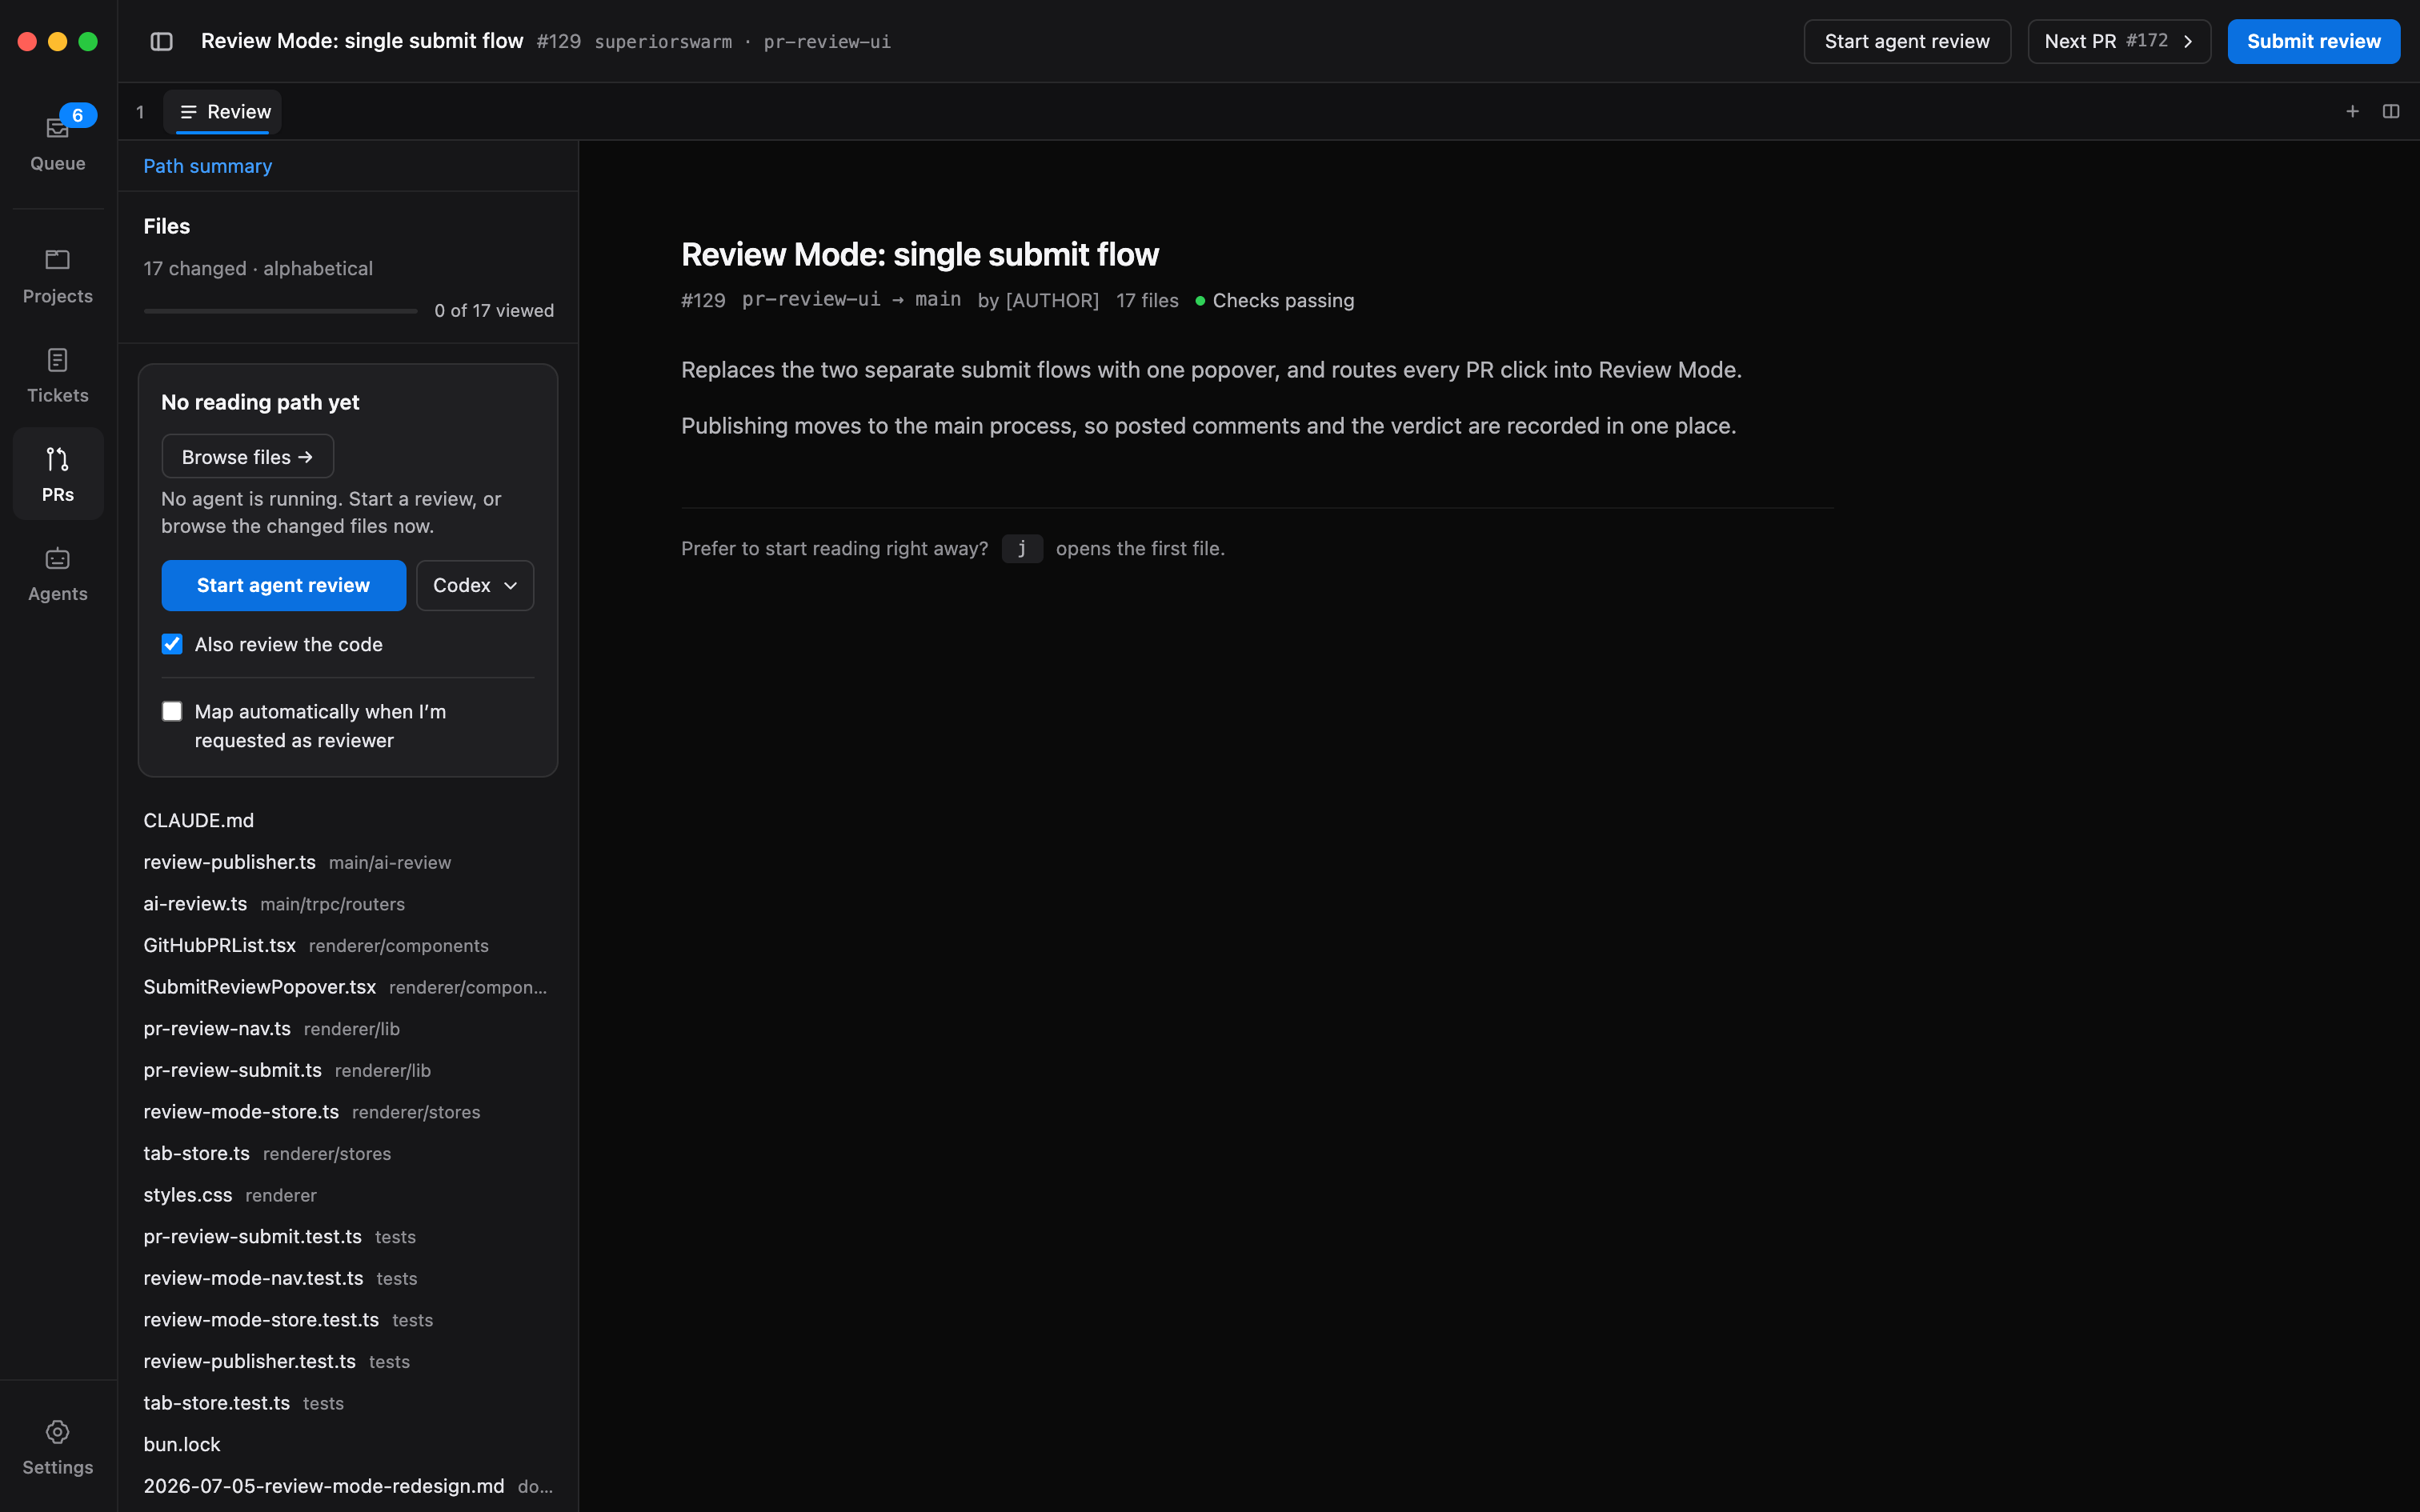 Review Mode: single submit flow #129 superiorswarm · pr-review-ui
Start agent review
Next PR #172
Submit review
6
Queue
Projects
Tickets
PRs
Agents
Settings
1
Review
Path summary
Files
17 changed · alphabetical
0 of 17 viewed
No reading path yet
Browse files →
No agent is running. Start a review, or
browse the changed files now.
Start agent review
Codex
Also review the code
Map automatically when I’m
requested as reviewer
CLAUDE.md
review-publisher.ts main/ai-review
ai-review.ts main/trpc/routers
GitHubPRList.tsx renderer/components
SubmitReviewPopover.tsx renderer/compon...
pr-review-nav.ts renderer/lib
pr-review-submit.ts renderer/lib
review-mode-store.ts renderer/stores
tab-store.ts renderer/stores
styles.css renderer
pr-review-submit.test.ts tests
review-mode-nav.test.ts tests
review-mode-store.test.ts tests
review-publisher.test.ts tests
tab-store.test.ts tests
bun.lock
2026-07-05-review-mode-redesign.md do...
Review Mode: single submit flow
#129 pr-review-ui → main by [AUTHOR] 17 files Checks passing
Replaces the two separate submit flows with one popover, and routes every PR click into Review Mode.
Publishing moves to the main process, so posted comments and the verdict are recorded in one place.
Prefer to start reading right away? j opens the first file.